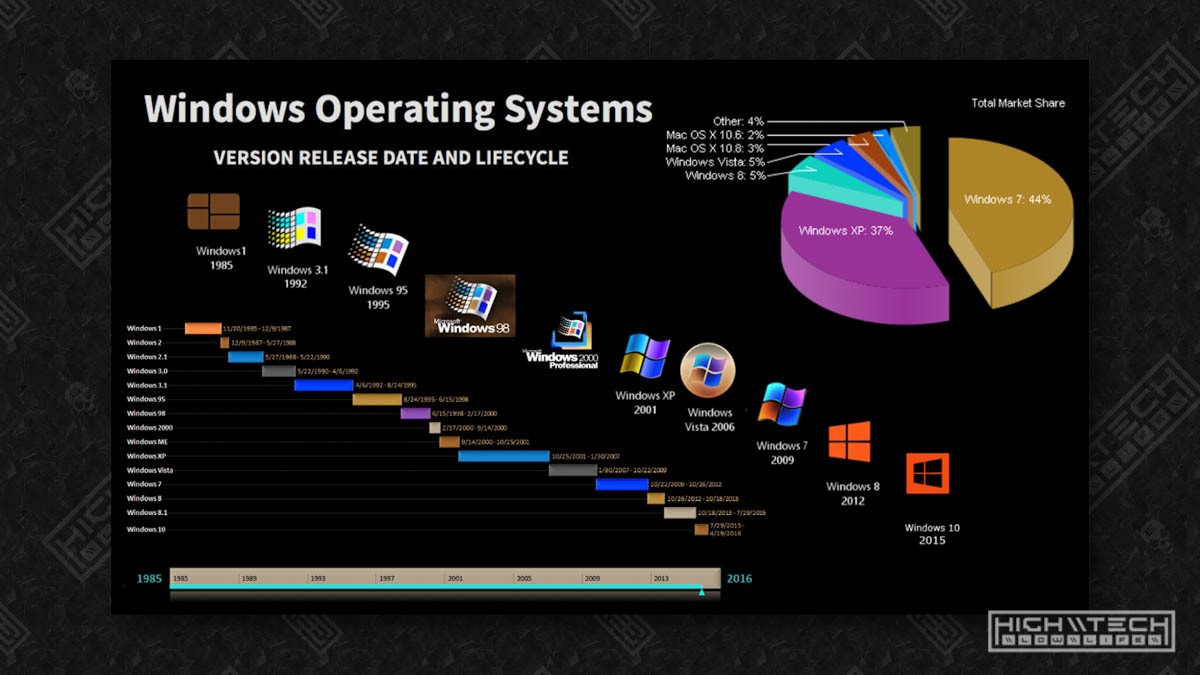 Windows Operating Systems
VERSION RELEASE DATE AND LIFECYCLE
Total Market Share
Other: 4%
Mac OS X 10.6: 2%
Mac OS X 10.8: 3%
Windows Vista: 5%
Windows 8: 5%
Windows 7: 44%
Windows XP: 37%
Windows1
1985
Windows 3.1
1992
Windows 95
1995
Microsoft
Windows 98
Microsoft
Windows 2000
Professional
Windows XP
2001
Windows
Vista 2006
Windows 7
2009
Windows 8
2012
Windows 10
2015
Windows 1 11/20/1985 - 12/9/1987
Windows 2 12/9/1987 - 5/27/1988
Windows 2.1 5/27/1988 - 5/22/1990
Windows 3.0 5/22/1990 - 4/6/1992
Windows 3.1 4/6/1992 - 8/24/1995
Windows 95 8/24/1995 - 6/15/1998
Windows 98 6/15/1998 - 2/17/2000
Windows 2000 2/17/2000 - 9/14/2000
Windows ME 9/14/2000 - 10/25/2001
Windows XP 10/25/2001 - 1/30/2007
Windows Vista 1/30/2007 - 10/22/2009
Windows 7 10/22/2009 - 10/26/2012
Windows 8 10/26/2012 - 10/18/2013
Windows 8.1 10/18/2013 - 7/29/2015
Windows 10 7/29/2015 -
4/19/2016
1985 1985 1989 1993 1997 2001 2005 2009 2013 2016
HIGH\\TECH
LOW\\LIFE